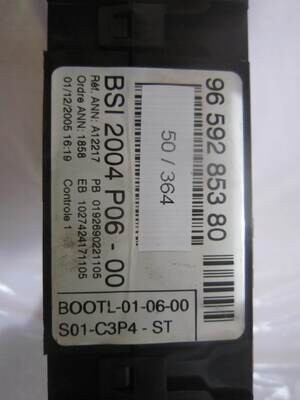 96 592 853 80
50 / 364
BSI 2004 P06 - 00
Réf. ANN: A12217 PB 0192690221105
Ordre ANN: 1858 EB 1027424171105
01/12/2005 16:19 Controle 1
BOOTL-01-06-00
S01-C3P4 - ST